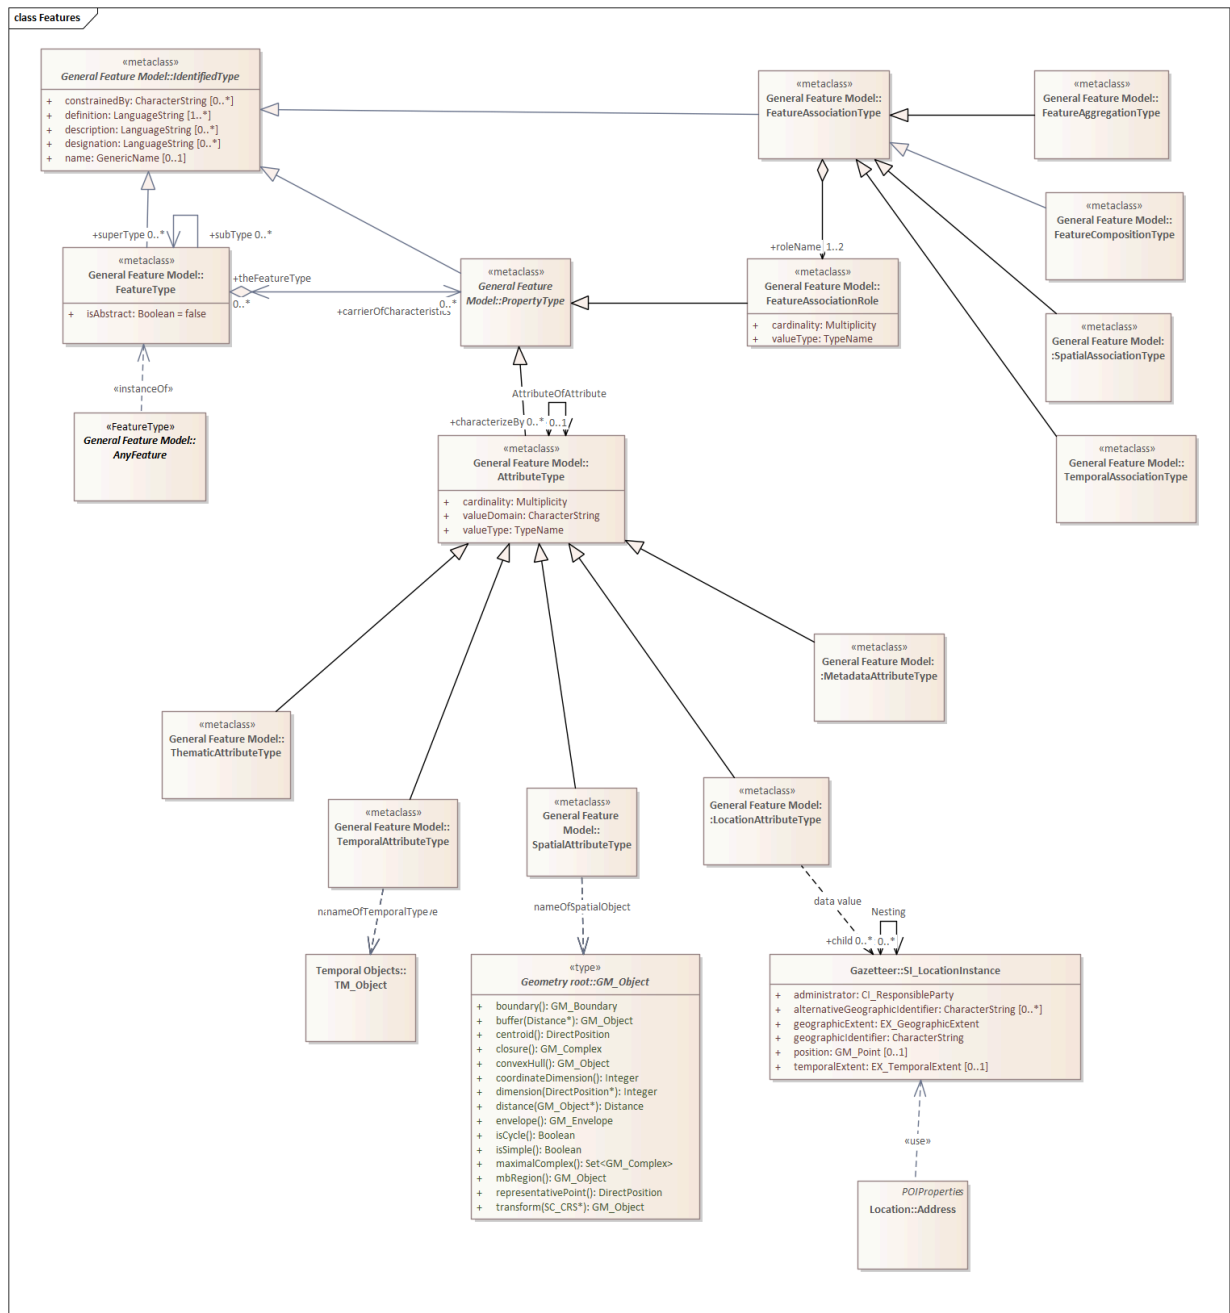 class Features
«metaclass»
General Feature Model::IdentifiedType
+ constrainedBy: CharacterString [0..*]
+ definition: LanguageString [1..*]
+ description: LanguageString [0..*]
+ designation: LanguageString [0..*]
+ name: GenericName [0..1]
«metaclass»
General Feature Model::
FeatureAssociationType
«metaclass»
General Feature Model::
FeatureAggregationType
«metaclass»
General Feature Model::
FeatureCompositionType
+superType 0..*
+subType 0..*
«metaclass»
General Feature Model::
FeatureType
+ isAbstract: Boolean = false
+theFeatureType
0..*
0..*
+carrierOfCharacteristics
«metaclass»
General Feature
Model::PropertyType
+roleName 1..2
«metaclass»
General Feature Model::
FeatureAssociationRole
+ cardinality: Multiplicity
+ valueType: TypeName
«metaclass»
General Feature Model:
:SpatialAssociationType
«instanceOf»
«FeatureType»
General Feature Model::
AnyFeature
AttributeOfAttribute
+characterizeBy 0..*
0..1
«metaclass»
General Feature Model::
AttributeType
+ cardinality: Multiplicity
+ valueDomain: CharacterString
+ valueType: TypeName
«metaclass»
General Feature Model::
TemporalAssociationType
«metaclass»
General Feature Model:
:MetadataAttributeType
«metaclass»
General Feature Model::
ThematicAttributeType
«metaclass»
General Feature Model::
TemporalAttributeType
«metaclass»
General Feature
Model::
SpatialAttributeType
«metaclass»
General Feature Model:
:LocationAttributeType
nameOfTemporalType
nameOfSpatialObject
data value
Nesting
+child 0..*
0..*
Temporal Objects::
TM_Object
«type»
Geometry root::GM_Object
+ boundary(): GM_Boundary
+ buffer(Distance*): GM_Object
+ centroid(): DirectPosition
+ closure(): GM_Complex
+ convexHull(): GM_Object
+ coordinateDimension(): Integer
+ dimension(DirectPosition*): Integer
+ distance(GM_Object*): Distance
+ envelope(): GM_Envelope
+ isCycle(): Boolean
+ isSimple(): Boolean
+ maximalComplex(): Set<GM_Complex>
+ mbRegion(): GM_Object
+ representativePoint(): DirectPosition
+ transform(SC_CRS*): GM_Object
Gazetteer::SI_LocationInstance
+ administrator: CI_ResponsibleParty
+ alternativeGeographicIdentifier: CharacterString [0..*]
+ geographicExtent: EX_GeographicExtent
+ geographicIdentifier: CharacterString
+ position: GM_Point [0..1]
+ temporalExtent: EX_TemporalExtent [0..1]
«use»
POIProperties
Location::Address